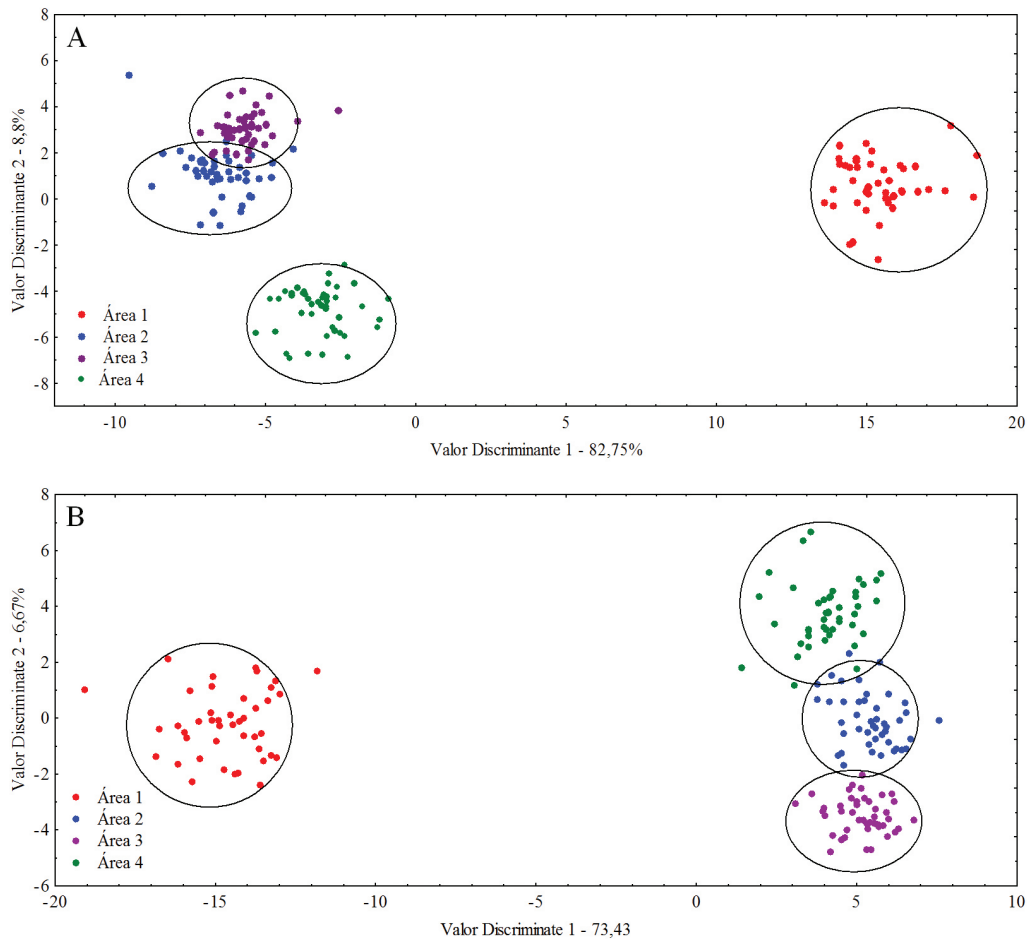 A
8
6
4
2
0
-2
-4
-6
-8
Valor Discriminante 2 - 8,8%
Área 1
Área 2
Área 3
Área 4
-10
-5
0
5
10
15
20
Valor Discriminante 1 - 82,75%
B
8
6
4
2
0
-2
-4
-6
Valor Discriminate 2 - 6,67%
Área 1
Área 2
Área 3
Área 4
-20
-15
-10
-5
0
5
10
Valor Discriminate 1 - 73,43